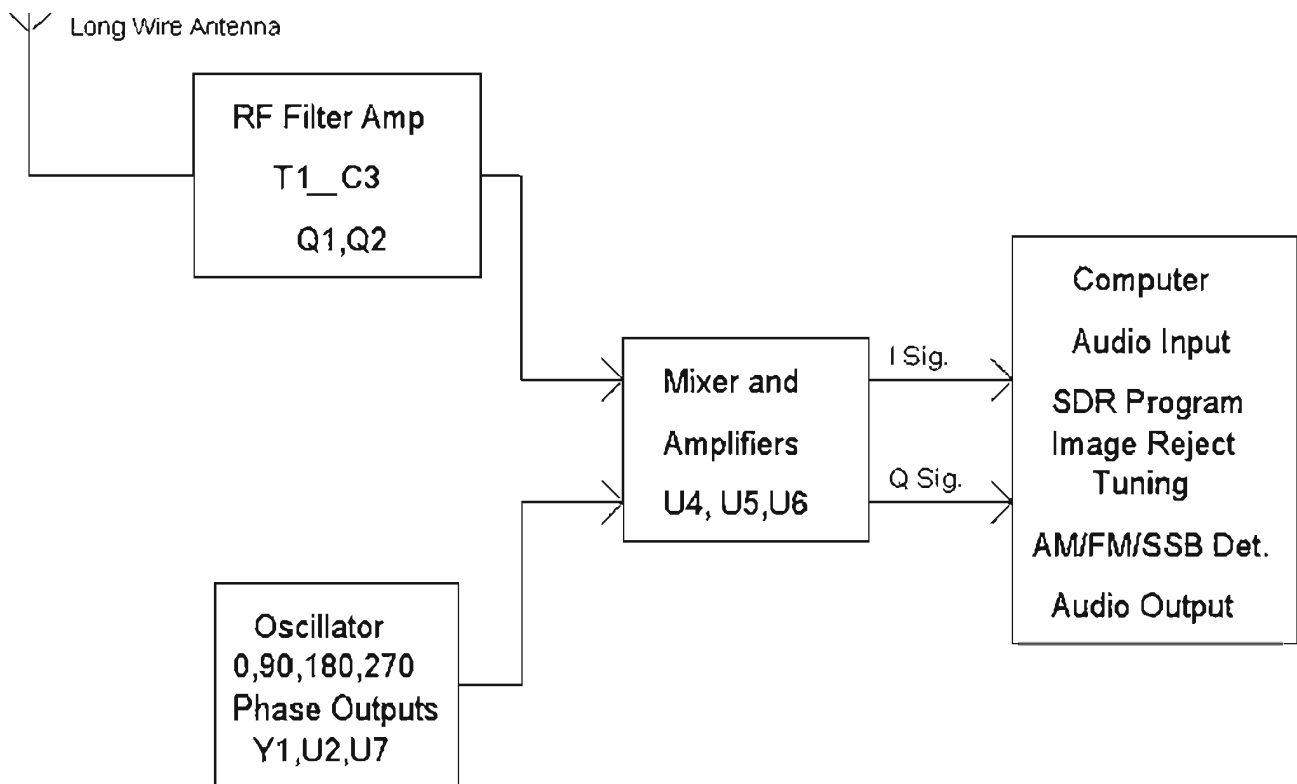 Long Wire Antenna
RF Filter Amp
T1__C3
Q1,Q2
Mixer and
Amplifiers
U4, U5,U6
I Sig.
Q Sig.
Computer
Audio Input
SDR Program
Image Reject
Tuning
AM/FM/SSB Det.
Audio Output
Oscillator
0,90,180,270
Phase Outputs
Y1,U2,U7